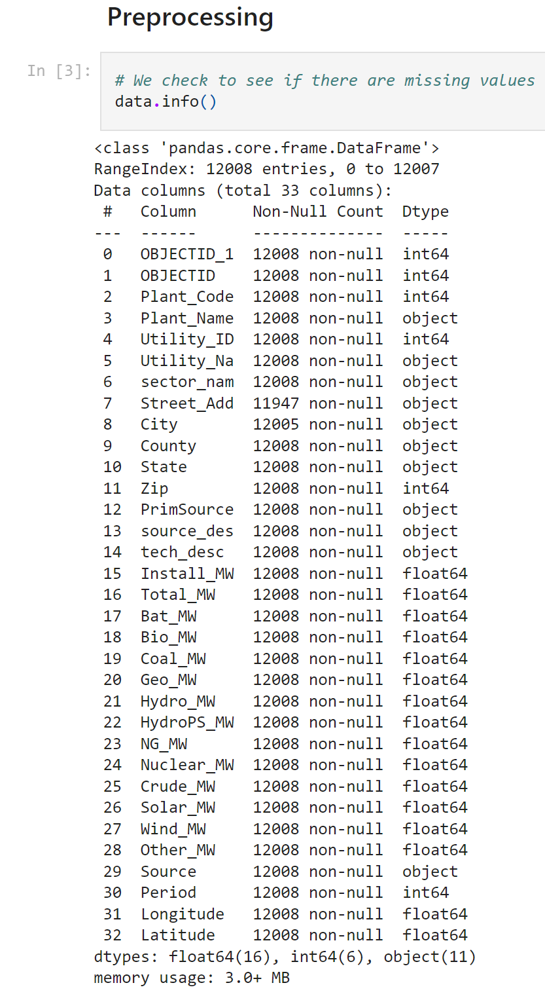 Preprocessing
In [3]:
# We check to see if there are missing values
data.info()
<class 'pandas.core.frame.DataFrame'>
RangeIndex: 12008 entries, 0 to 12007
Data columns (total 33 columns):
 #   Column      Non-Null Count  Dtype
---  ------      --------------  -----
 0   OBJECTID_1  12008 non-null  int64
 1   OBJECTID    12008 non-null  int64
 2   Plant_Code  12008 non-null  int64
 3   Plant_Name  12008 non-null  object
 4   Utility_ID  12008 non-null  int64
 5   Utility_Na  12008 non-null  object
 6   sector_nam  12008 non-null  object
 7   Street_Add  11947 non-null  object
 8   City        12005 non-null  object
 9   County      12008 non-null  object
 10  State       12008 non-null  object
 11  Zip         12008 non-null  int64
 12  PrimSource  12008 non-null  object
 13  source_des  12008 non-null  object
 14  tech_desc   12008 non-null  object
 15  Install_MW  12008 non-null  float64
 16  Total_MW    12008 non-null  float64
 17  Bat_MW      12008 non-null  float64
 18  Bio_MW      12008 non-null  float64
 19  Coal_MW     12008 non-null  float64
 20  Geo_MW      12008 non-null  float64
 21  Hydro_MW    12008 non-null  float64
 22  HydroPS_MW  12008 non-null  float64
 23  NG_MW       12008 non-null  float64
 24  Nuclear_MW  12008 non-null  float64
 25  Crude_MW    12008 non-null  float64
 26  Solar_MW    12008 non-null  float64
 27  Wind_MW     12008 non-null  float64
 28  Other_MW    12008 non-null  float64
 29  Source      12008 non-null  object
 30  Period      12008 non-null  int64
 31  Longitude   12008 non-null  float64
 32  Latitude    12008 non-null  float64
dtypes: float64(16), int64(6), object(11)
memory usage: 3.0+ MB